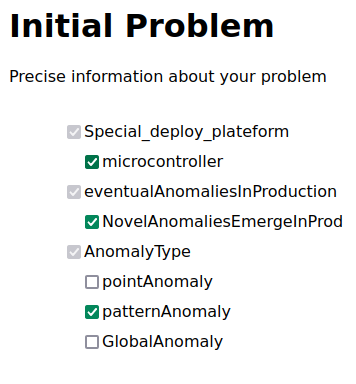 Initial Problem
Precise information about your problem
Special_deploy_plateform
microcontroller
eventualAnomaliesInProduction
NovelAnomaliesEmergeInProd
AnomalyType
pointAnomaly
patternAnomaly
GlobalAnomaly